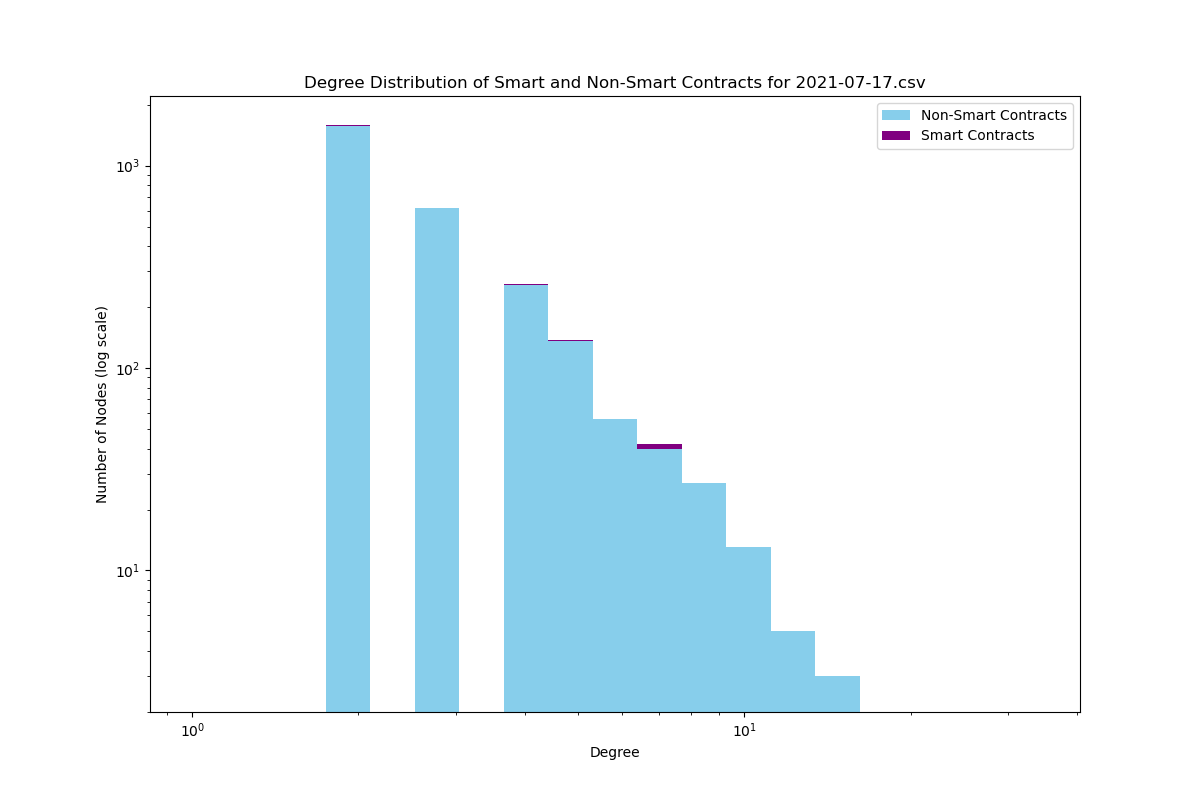 Degree Distribution of Smart and Non-Smart Contracts for 2021-07-17.csv
Non-Smart Contracts
Smart Contracts
Number of Nodes (log scale)
10³
10²
10¹
10⁰ 10¹
Degree